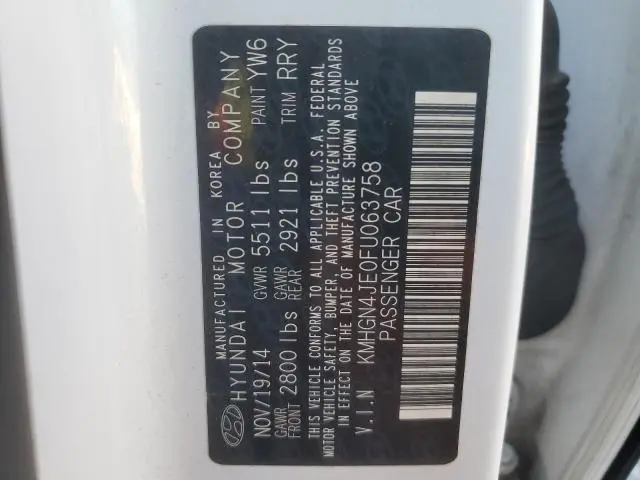 MANUFACTURED IN KOREA BY
HYUNDAI MOTOR COMPANY
NOV/19/14 GVWR 5511 lbs PAINT YW6
GAWR FRONT 2800 lbs GAWR REAR 2921 lbs TRIM RRY
THIS VEHICLE CONFORMS TO ALL APPLICABLE U.S.A. FEDERAL
MOTOR VEHICLE SAFETY, BUMPER, AND THEFT PREVENTION STANDARDS
IN EFFECT ON THE DATE OF MANUFACTURE SHOWN ABOVE
V.I.N KMHGN4JE0FU063758
PASSENGER CAR